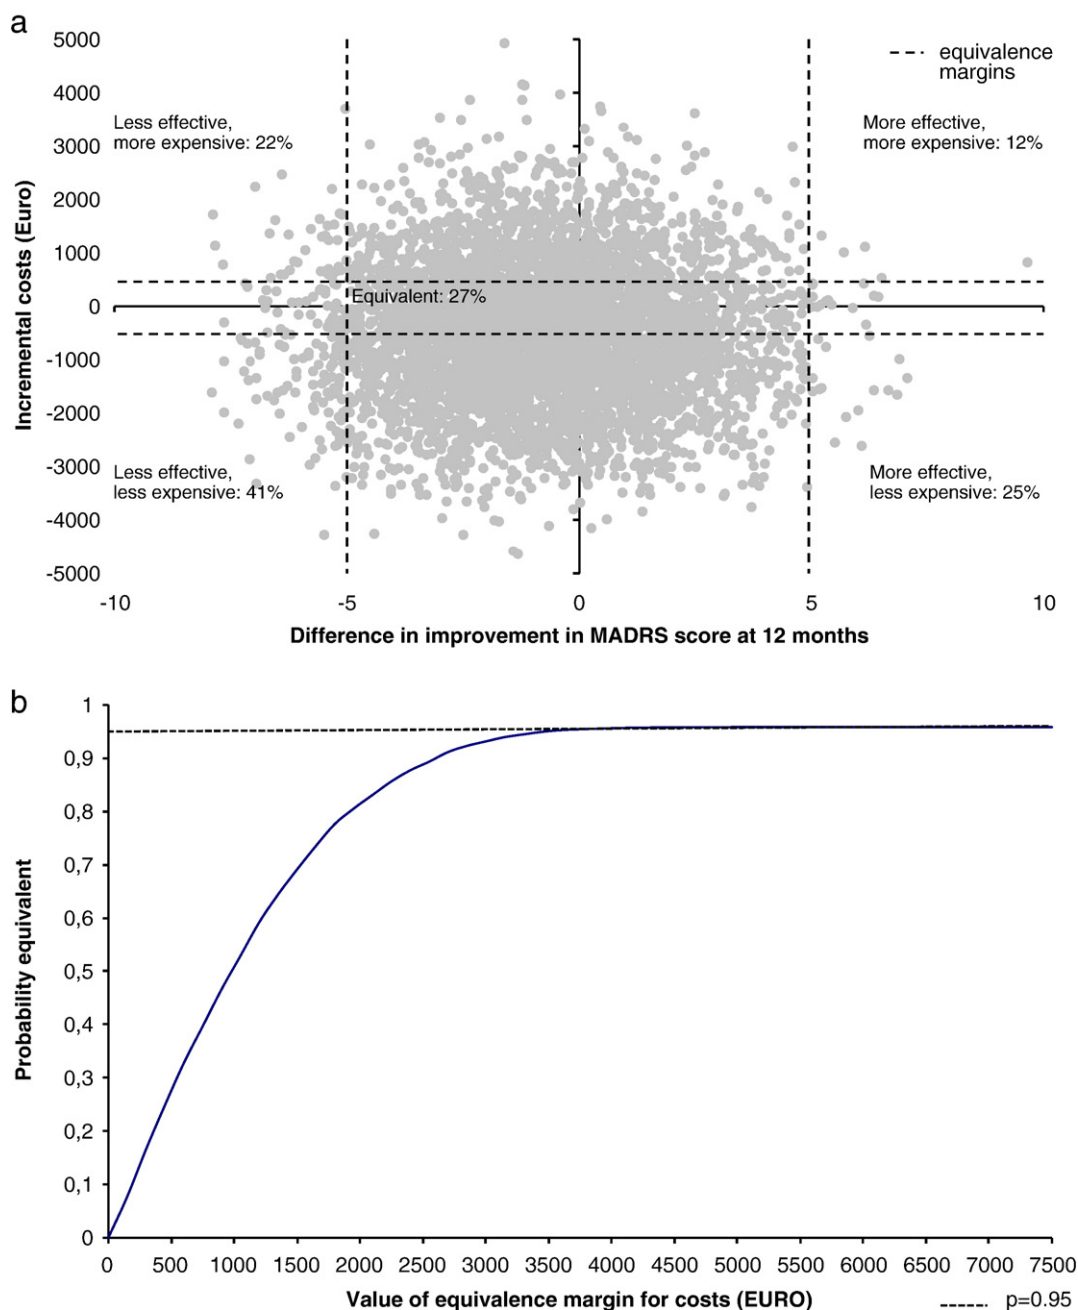 a
5000
4000
3000
2000
1000
0
-1000
-2000
-3000
-4000
-5000
Incremental costs (Euro)
equivalence
margins
Less effective,
more expensive: 22%
More effective,
more expensive: 12%
Equivalent: 27%
Less effective,
less expensive: 41%
More effective,
less expensive: 25%
-10
-5
0
5
10
Difference in improvement in MADRS score at 12 months
b
1
0,9
0,8
0,7
0,6
0,5
0,4
0,3
0,2
0,1
0
Probability equivalent
0
500
1000
1500
2000
2500
3000
3500
4000
4500
5000
5500
6000
6500
7000
7500
Value of equivalence margin for costs (EURO)
p=0.95